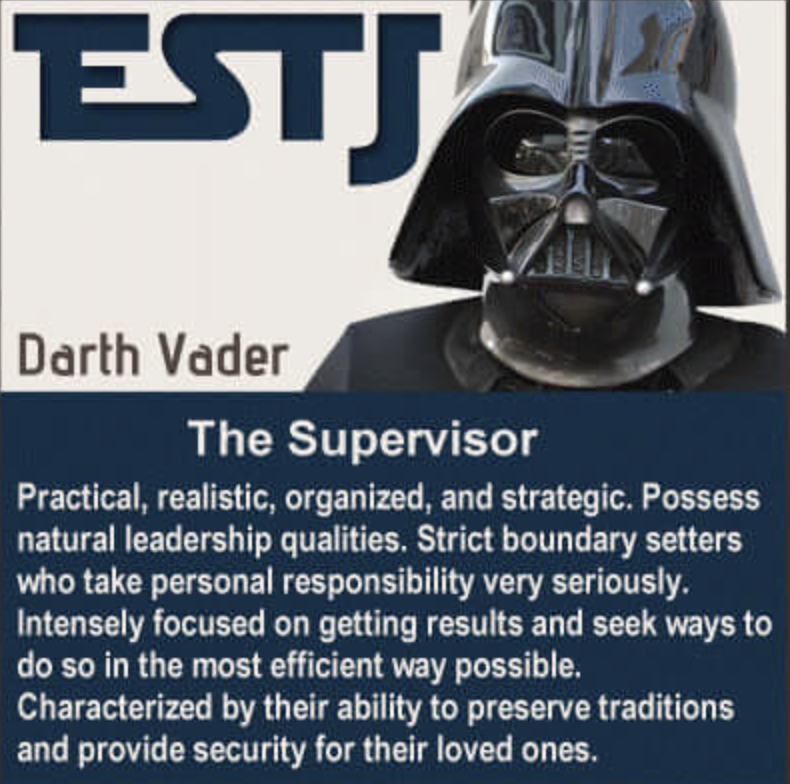 ESTJ
Darth Vader
The Supervisor
Practical, realistic, organized, and strategic. Possess
natural leadership qualities. Strict boundary setters
who take personal responsibility very seriously.
Intensely focused on getting results and seek ways to
do so in the most efficient way possible.
Characterized by their ability to preserve traditions
and provide security for their loved ones.